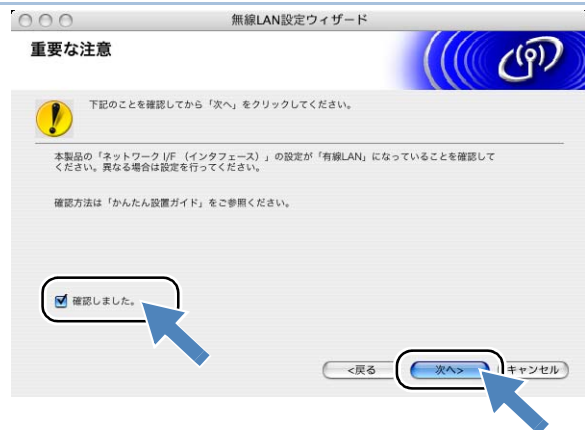 無線LAN設定ウィザード
重要な注意
下記のことを確認してから「次へ」をクリックしてください。
本製品の「ネットワーク I/F （インタフェース）」の設定が「有線LAN」になっていることを確認して
ください。異なる場合は設定を行ってください。
確認方法は「かんたん設置ガイド」をご参照ください。
確認しました。
<戻る 次へ> キャンセル